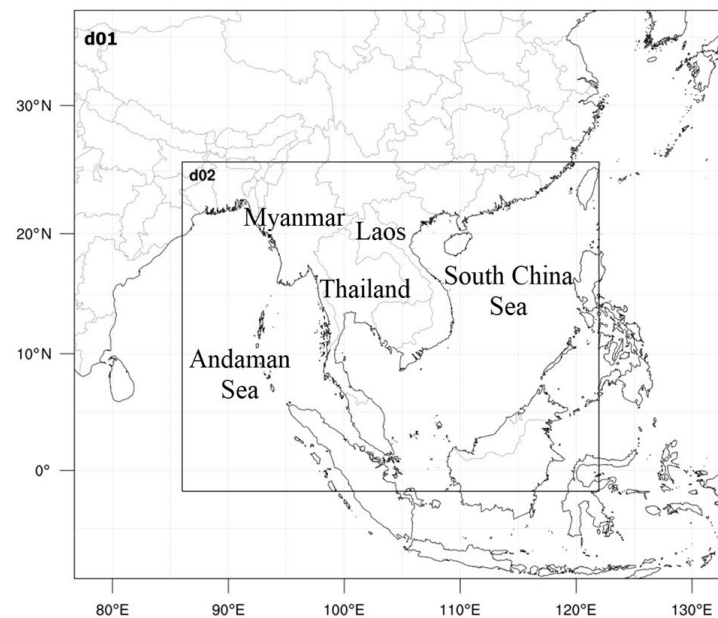 d01
30°N
d02
Myanmar
20°N
Laos
South China
Sea
Thailand
10°N
Andaman
Sea
0°
80°E
90°E
100°E
110°E
120°E
130°E